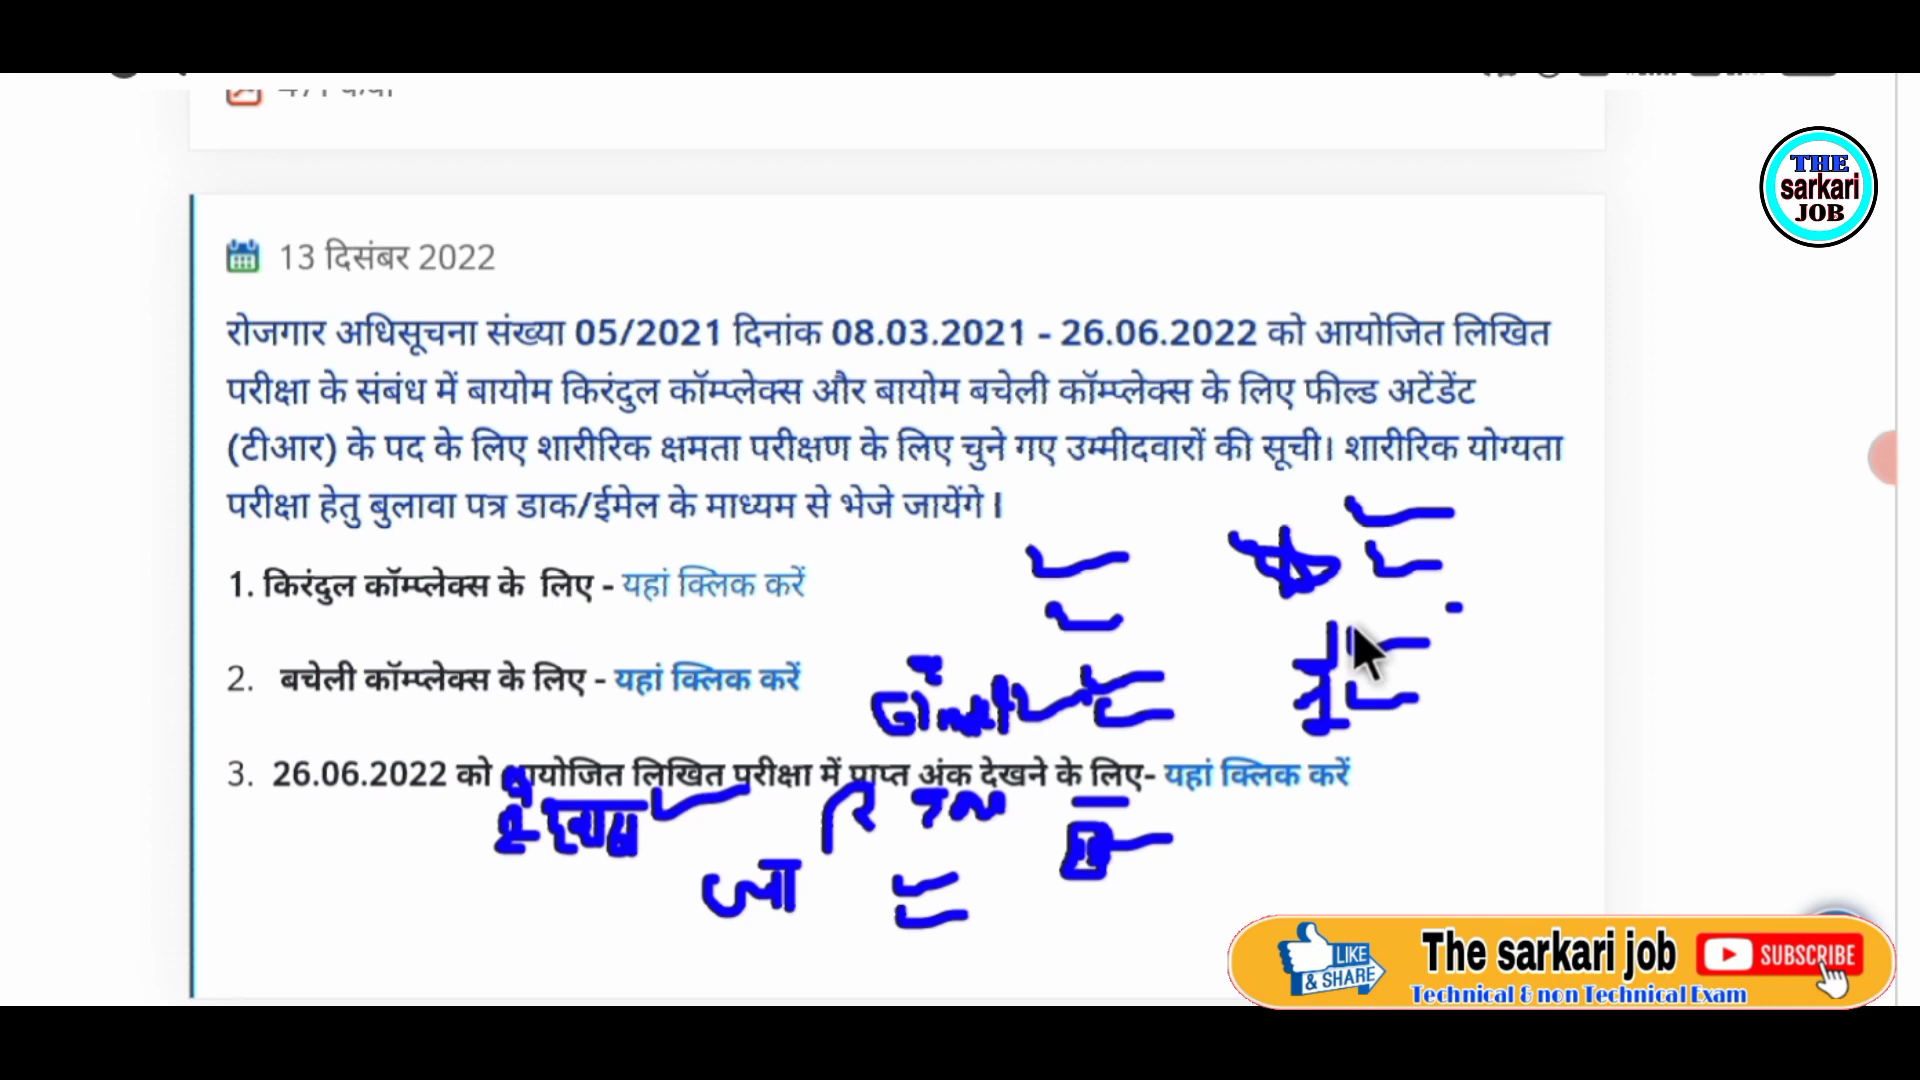 THE
sarkari
JOB
13 दिसंबर 2022
रोजगार अधिसूचना संख्या 05/2021 दिनांक 08.03.2021 - 26.06.2022 को आयोजित लिखित
परीक्षा के संबंध में बायोम किरंदुल कॉम्प्लेक्स और बायोम बचेली कॉम्प्लेक्स के लिए फील्ड अटेंडेंट
(टीआर) के पद के लिए शारीरिक क्षमता परीक्षण के लिए चुने गए उम्मीदवारों की सूची। शारीरिक योग्यता
परीक्षा हेतु बुलावा पत्र डाक/ईमेल के माध्यम से भेजे जायेंगे l
1. किरंदुल कॉम्प्लेक्स के लिए - यहां क्लिक करें
2. बचेली कॉम्प्लेक्स के लिए - यहां क्लिक करें
3. 26.06.2022 को आयोजित लिखित परीक्षा में प्राप्त अंक देखने के लिए- यहां क्लिक करें
LIKE
& SHARE
The sarkari job
SUBSCRIBE
Technical & non Technical Exam